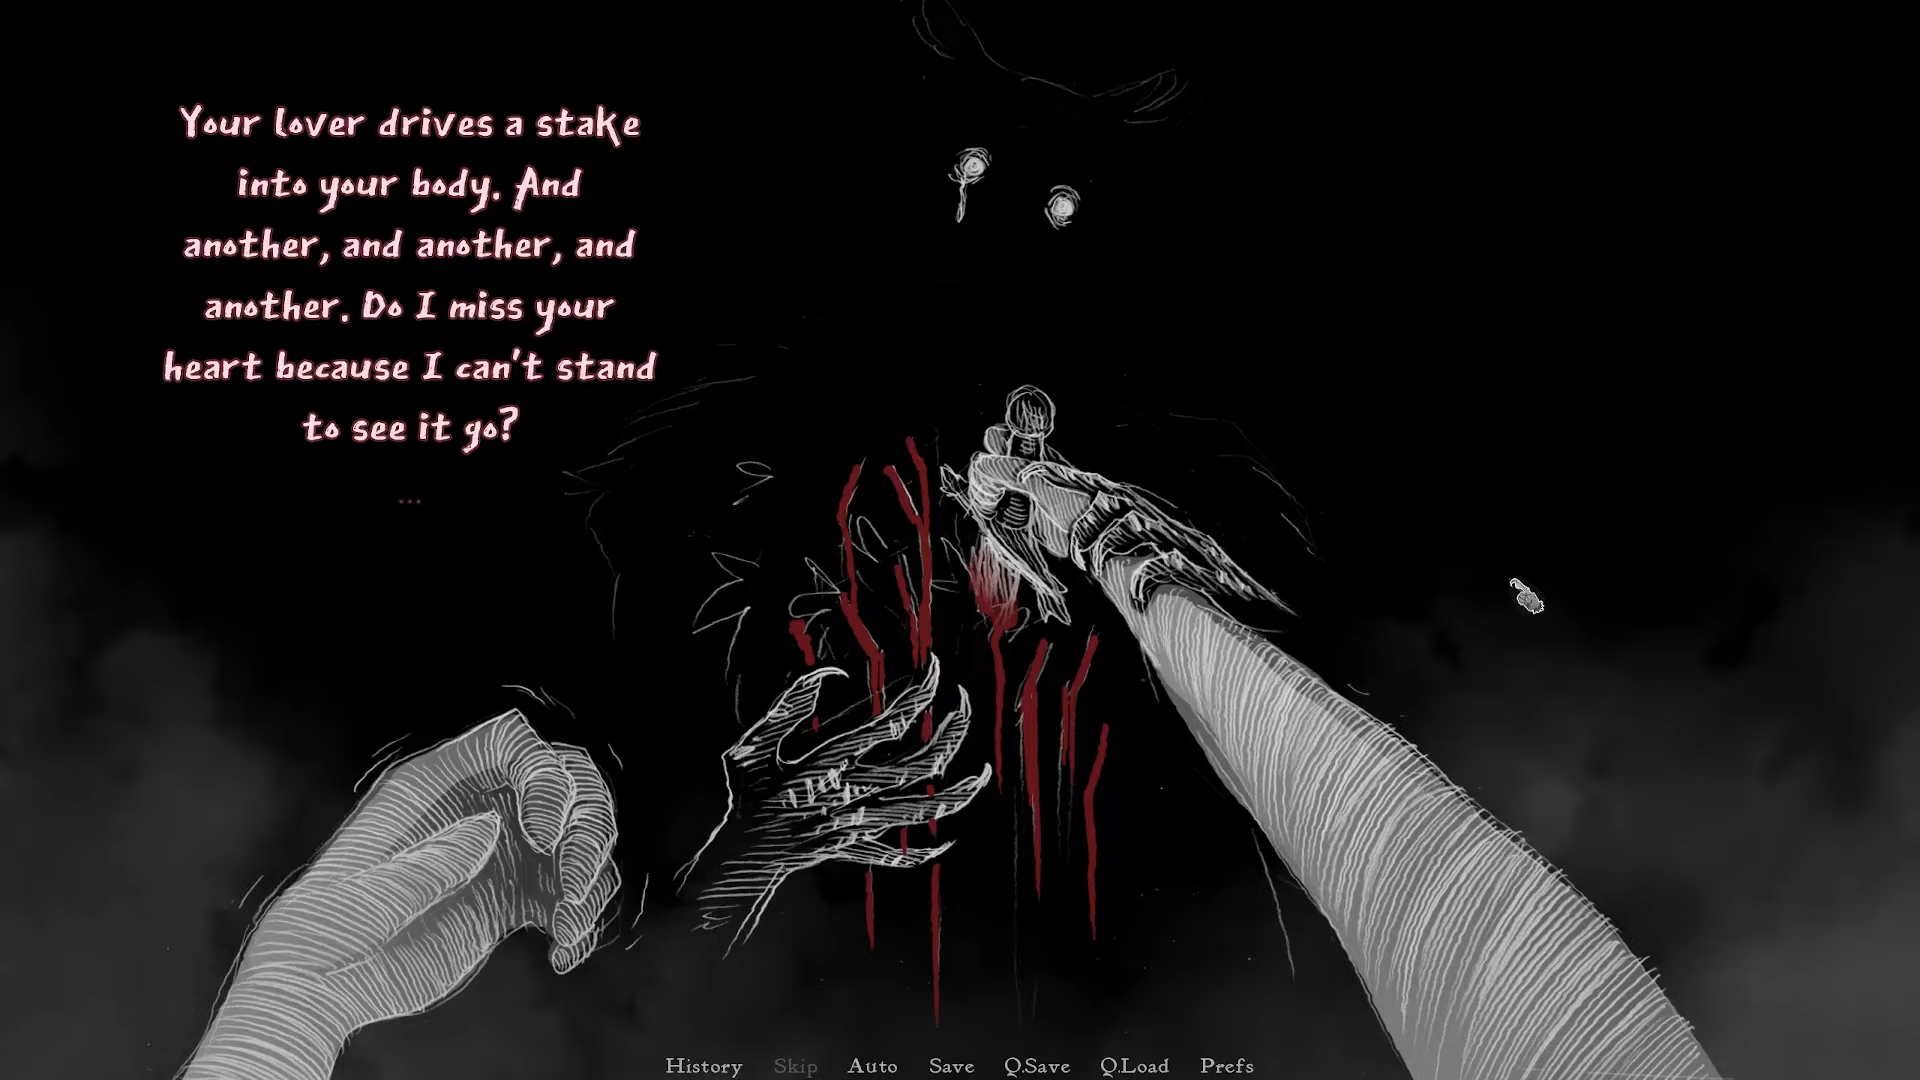 Your lover drives a stake
into your body. And
another, and another, and
another. Do I miss your
heart because I can't stand
to see it go?
...
History Skip Auto Save Q.Save Q.Load Prefs